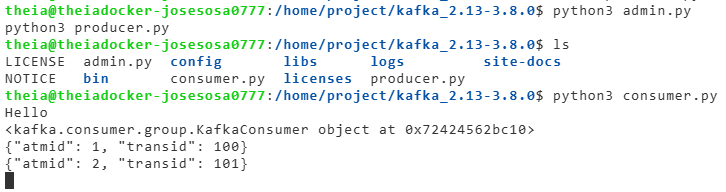 theia@theiadocker-josesosa0777:/home/project/kafka_2.13-3.8.0$ python3 admin.py
python3 producer.py
theia@theiadocker-josesosa0777:/home/project/kafka_2.13-3.8.0$ ls
LICENSE  admin.py  config       libs      logs         site-docs
NOTICE   bin       consumer.py  licenses  producer.py
theia@theiadocker-josesosa0777:/home/project/kafka_2.13-3.8.0$ python3 consumer.py
Hello
<kafka.consumer.group.KafkaConsumer object at 0x72424562bc10>
{"atmid": 1, "transid": 100}
{"atmid": 2, "transid": 101}